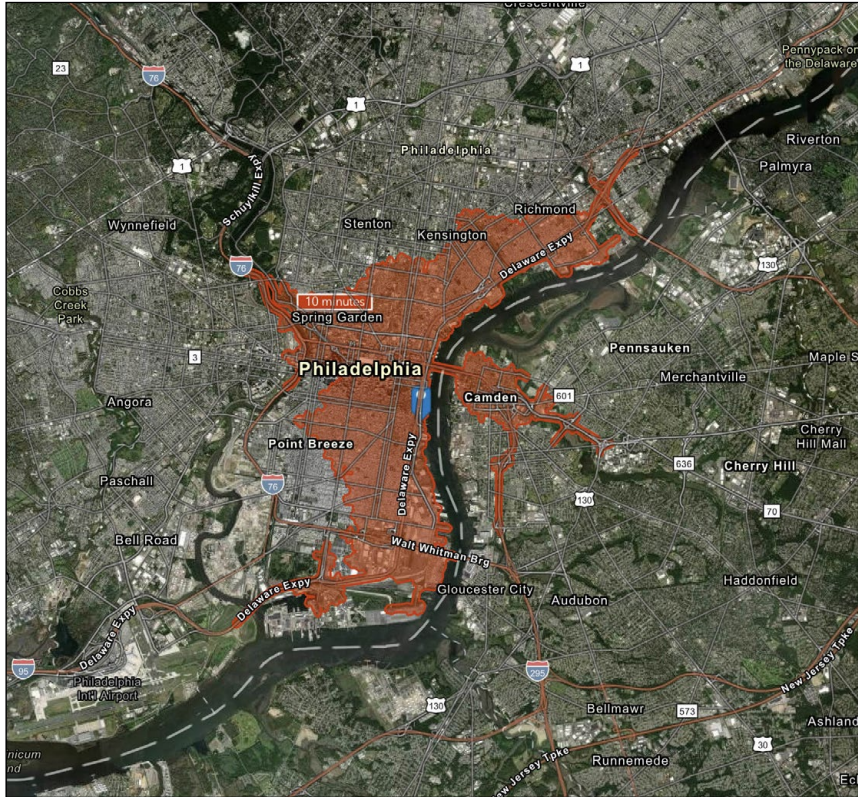 Crescentville
Pennypack on
the Delaware
23
76
1
1
1
Philadelphia
Riverton
Palmyra
Schuylkill Expy
Wynnefield
Stenton
Richmond
Kensington
Delaware Expy
76
130
Cobbs
Creek
Park
10 minutes
Spring Garden
3
Pennsauken
Maple S
Philadelphia
Merchantville
Angora
Camden
601
Cherry
Hill Mall
Point Breeze
Delaware Expy
636
Cherry Hill
Paschall
76
130
70
Bell Road
Walt Whitman Brg
Delaware Expy
Gloucester City
Audubon
Haddonfield
Delaware Expy
95
Philadelphia
Int'l Airport
295
New Jersey Tpke
130
Bellmawr
573
Ashland
nicum
nd
New Jersey Tpke
30
Runnemede
Ec